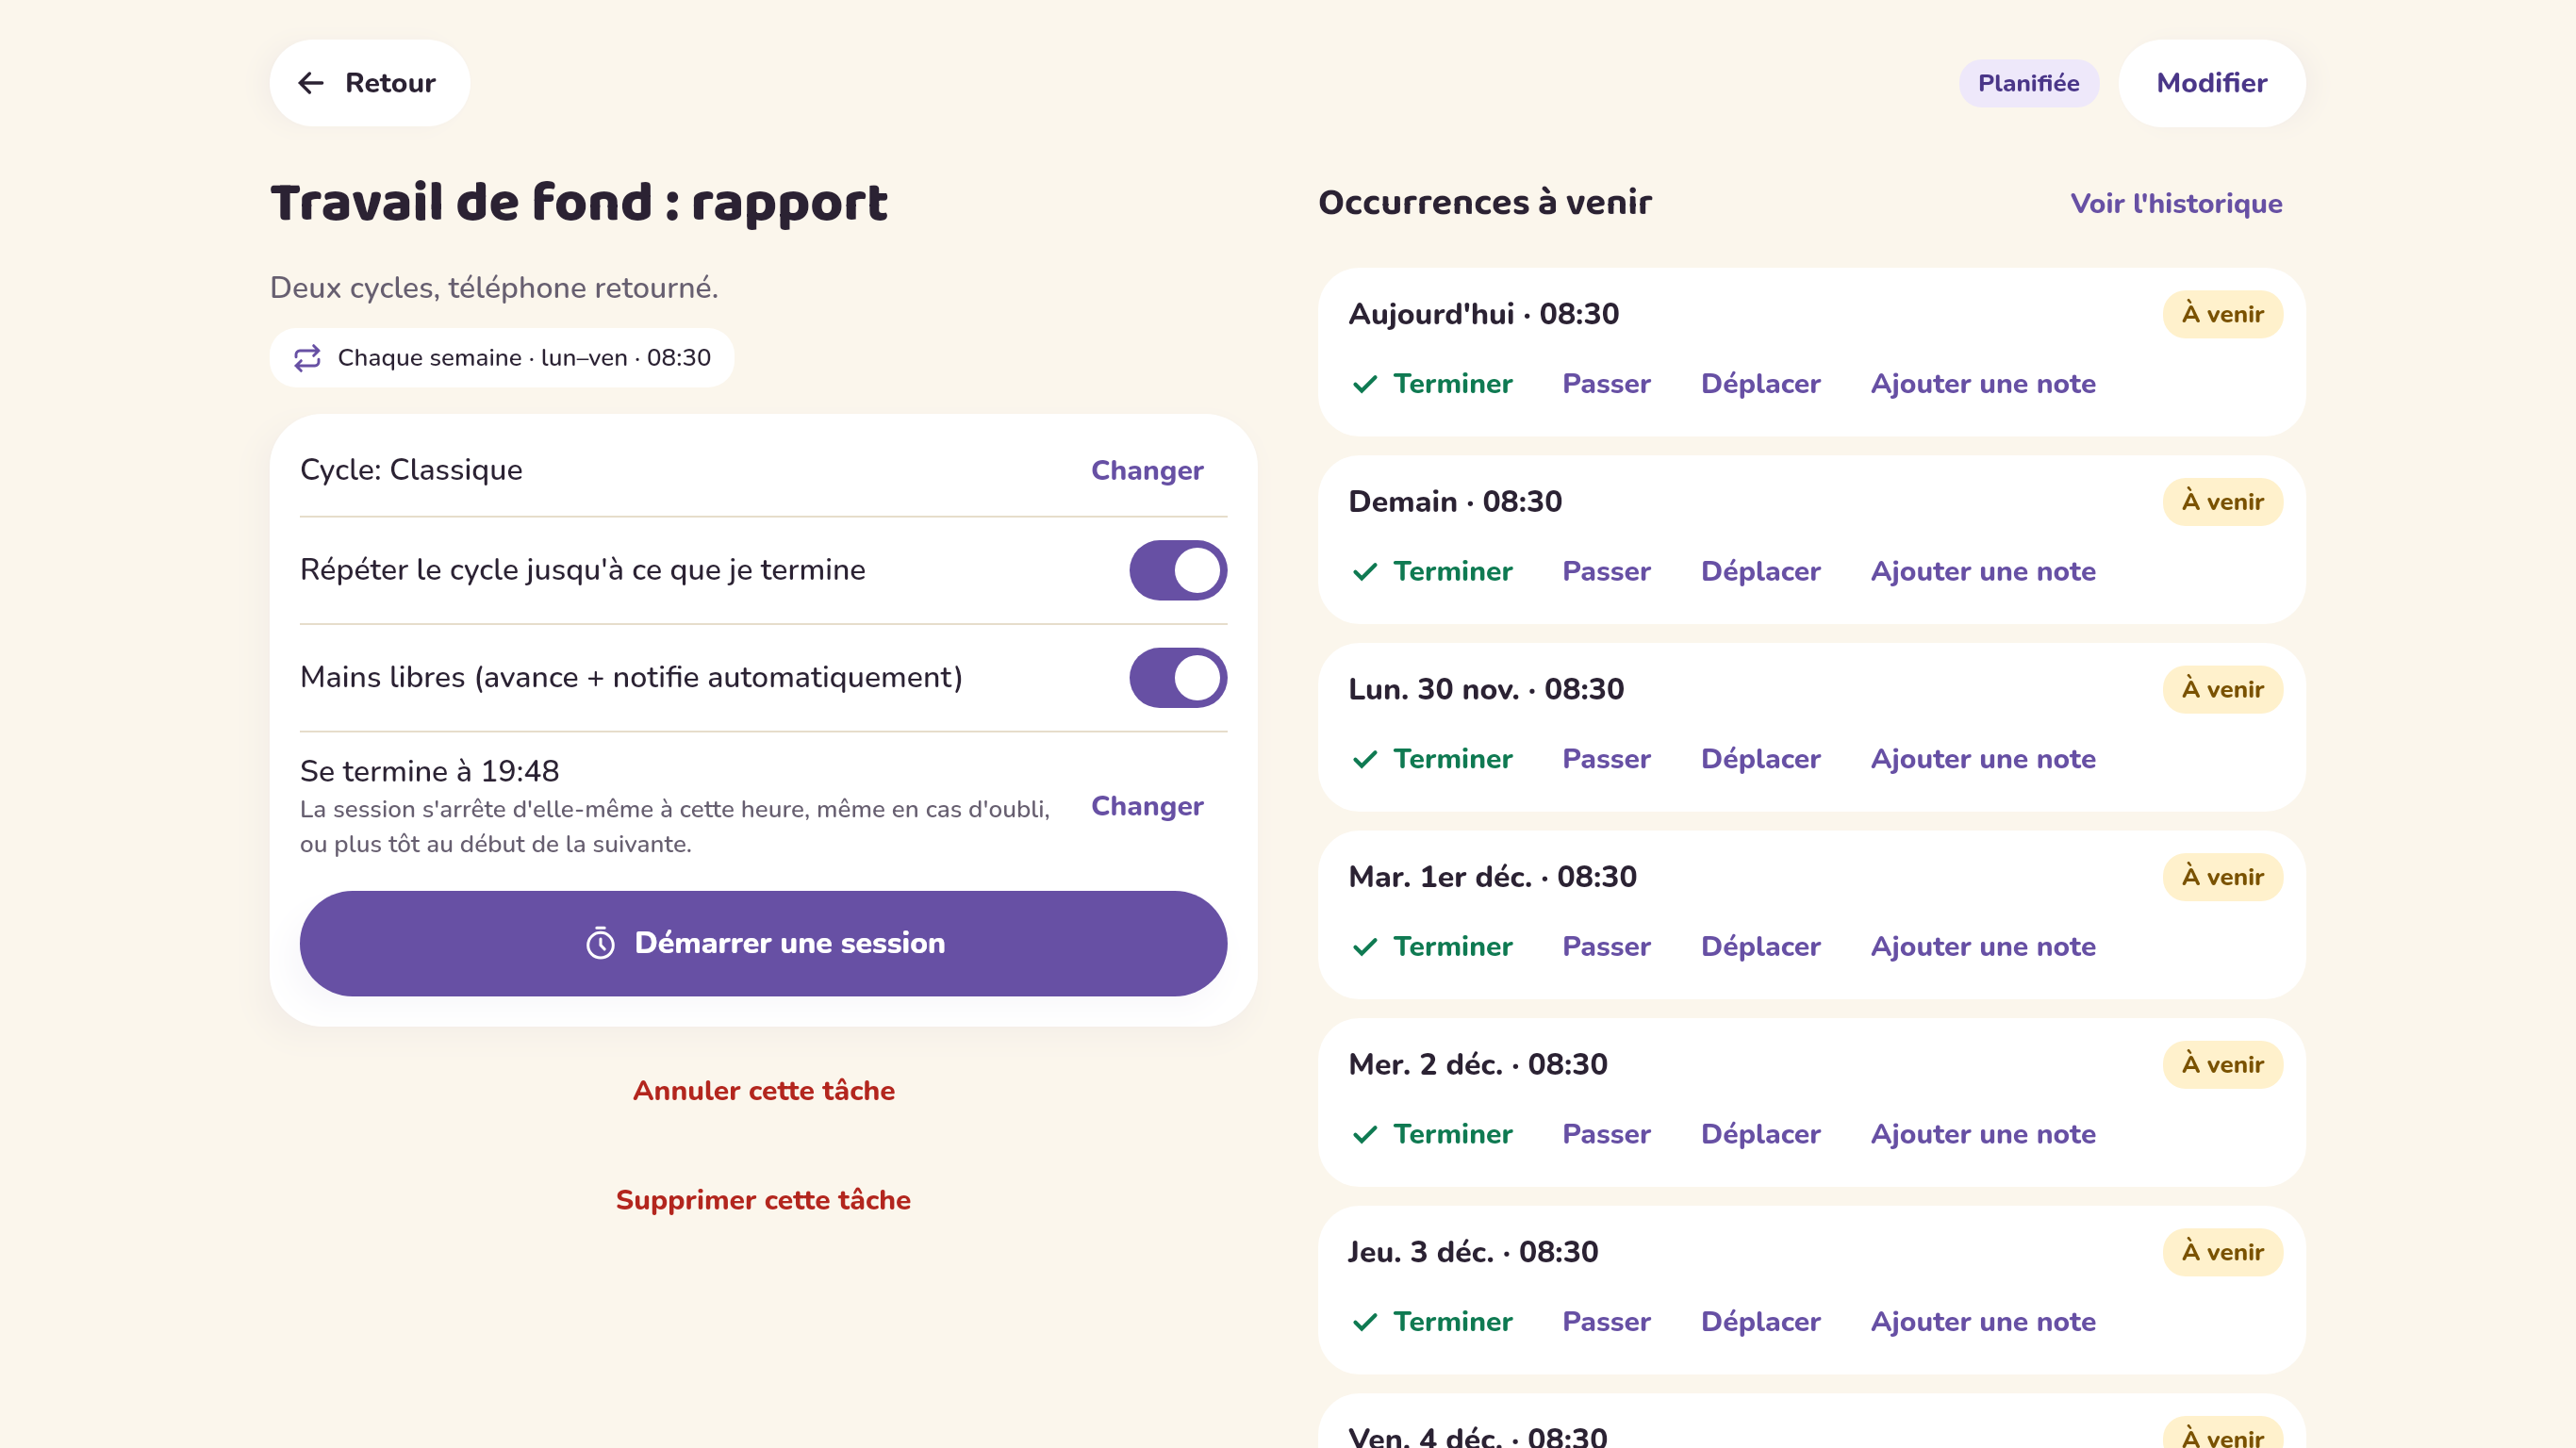 Retour
Planifiée
Modifier
Travail de fond : rapport
Deux cycles, téléphone retourné.
Chaque semaine · lun–ven · 08:30
Cycle: Classique
Changer
Répéter le cycle jusqu'à ce que je termine
Mains libres (avance + notifie automatiquement)
Se termine à 19:48
La session s'arrête d'elle-même à cette heure, même en cas d'oubli,
ou plus tôt au début de la suivante.
Changer
Démarrer une session
Annuler cette tâche
Supprimer cette tâche
Occurrences à venir
Voir l'historique
Aujourd'hui · 08:30
À venir
Terminer Passer Déplacer Ajouter une note
Demain · 08:30
À venir
Terminer Passer Déplacer Ajouter une note
Lun. 30 nov. · 08:30
À venir
Terminer Passer Déplacer Ajouter une note
Mar. 1er déc. · 08:30
À venir
Terminer Passer Déplacer Ajouter une note
Mer. 2 déc. · 08:30
À venir
Terminer Passer Déplacer Ajouter une note
Jeu. 3 déc. · 08:30
À venir
Terminer Passer Déplacer Ajouter une note
Ven. 4 déc. · 08:30
À venir